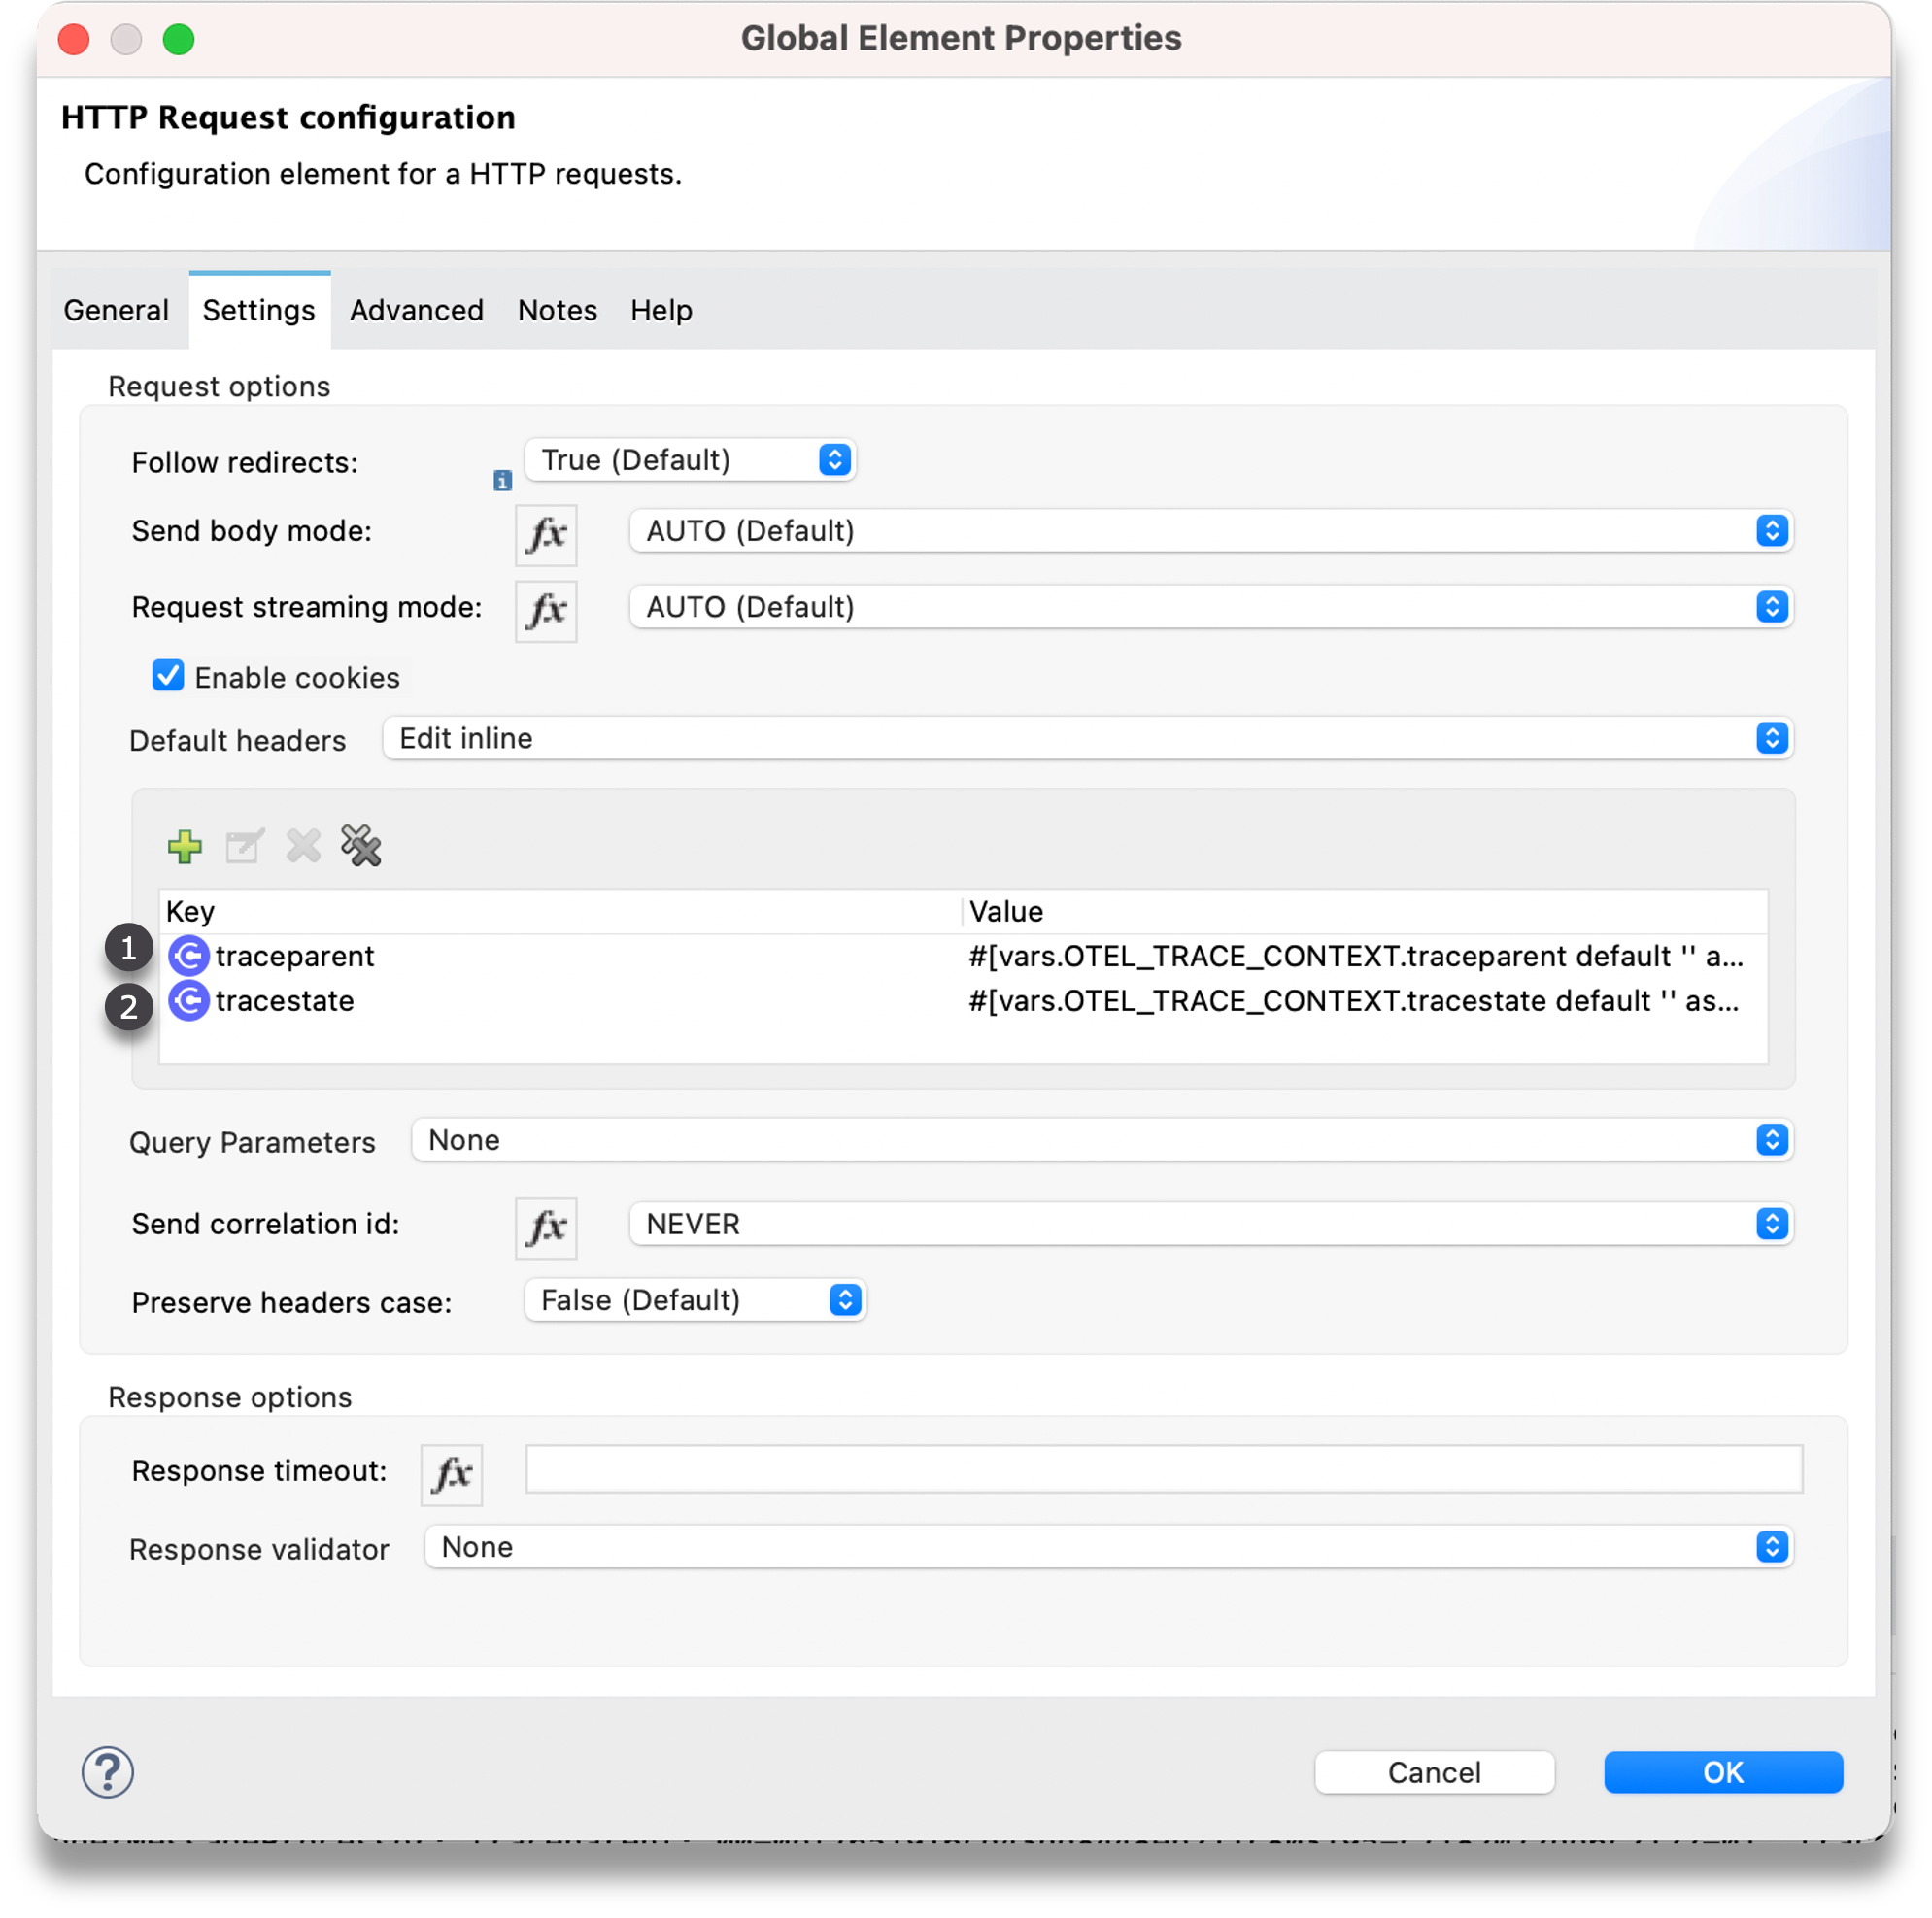 Global Element Properties
HTTP Request configuration
Configuration element for a HTTP requests.
General Settings Advanced Notes Help
Request options
Follow redirects: True (Default)
Send body mode: fx AUTO (Default)
Request streaming mode: fx AUTO (Default)
Enable cookies
Default headers Edit inline
Key Value
1 traceparent #[vars.OTEL_TRACE_CONTEXT.traceparent default '' a...
2 tracestate #[vars.OTEL_TRACE_CONTEXT.tracestate default '' as...
Query Parameters None
Send correlation id: fx NEVER
Preserve headers case: False (Default)
Response options
Response timeout: fx
Response validator None
? Cancel OK